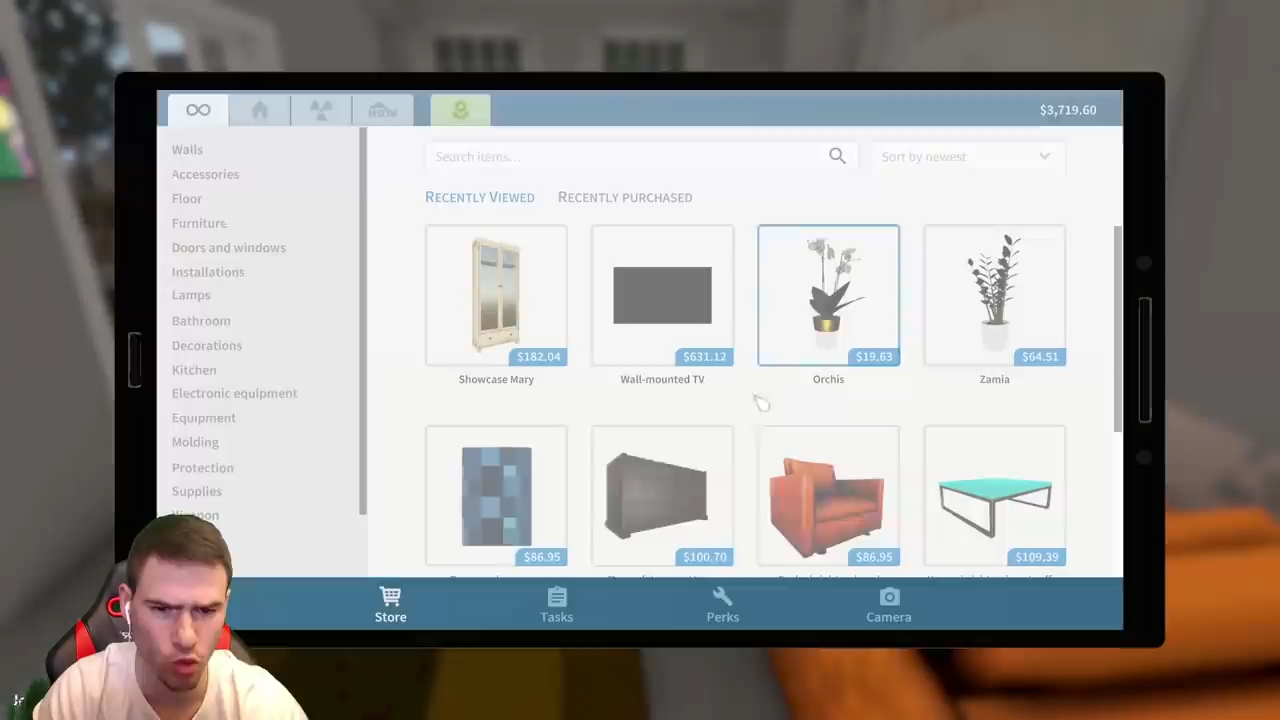 $3,719.60
Walls
Accessories
Floor
Furniture
Doors and windows
Installations
Lamps
Bathroom
Decorations
Kitchen
Electronic equipment
Equipment
Molding
Protection
Supplies
Search items...
Sort by newest
RECENTLY VIEWED RECENTLY PURCHASED
$182.04 $631.12 $19.63 $64.51
Showcase Mary Wall-mounted TV Orchis Zamia
$86.95 $100.70 $86.95 $109.39
Store Tasks Perks Camera